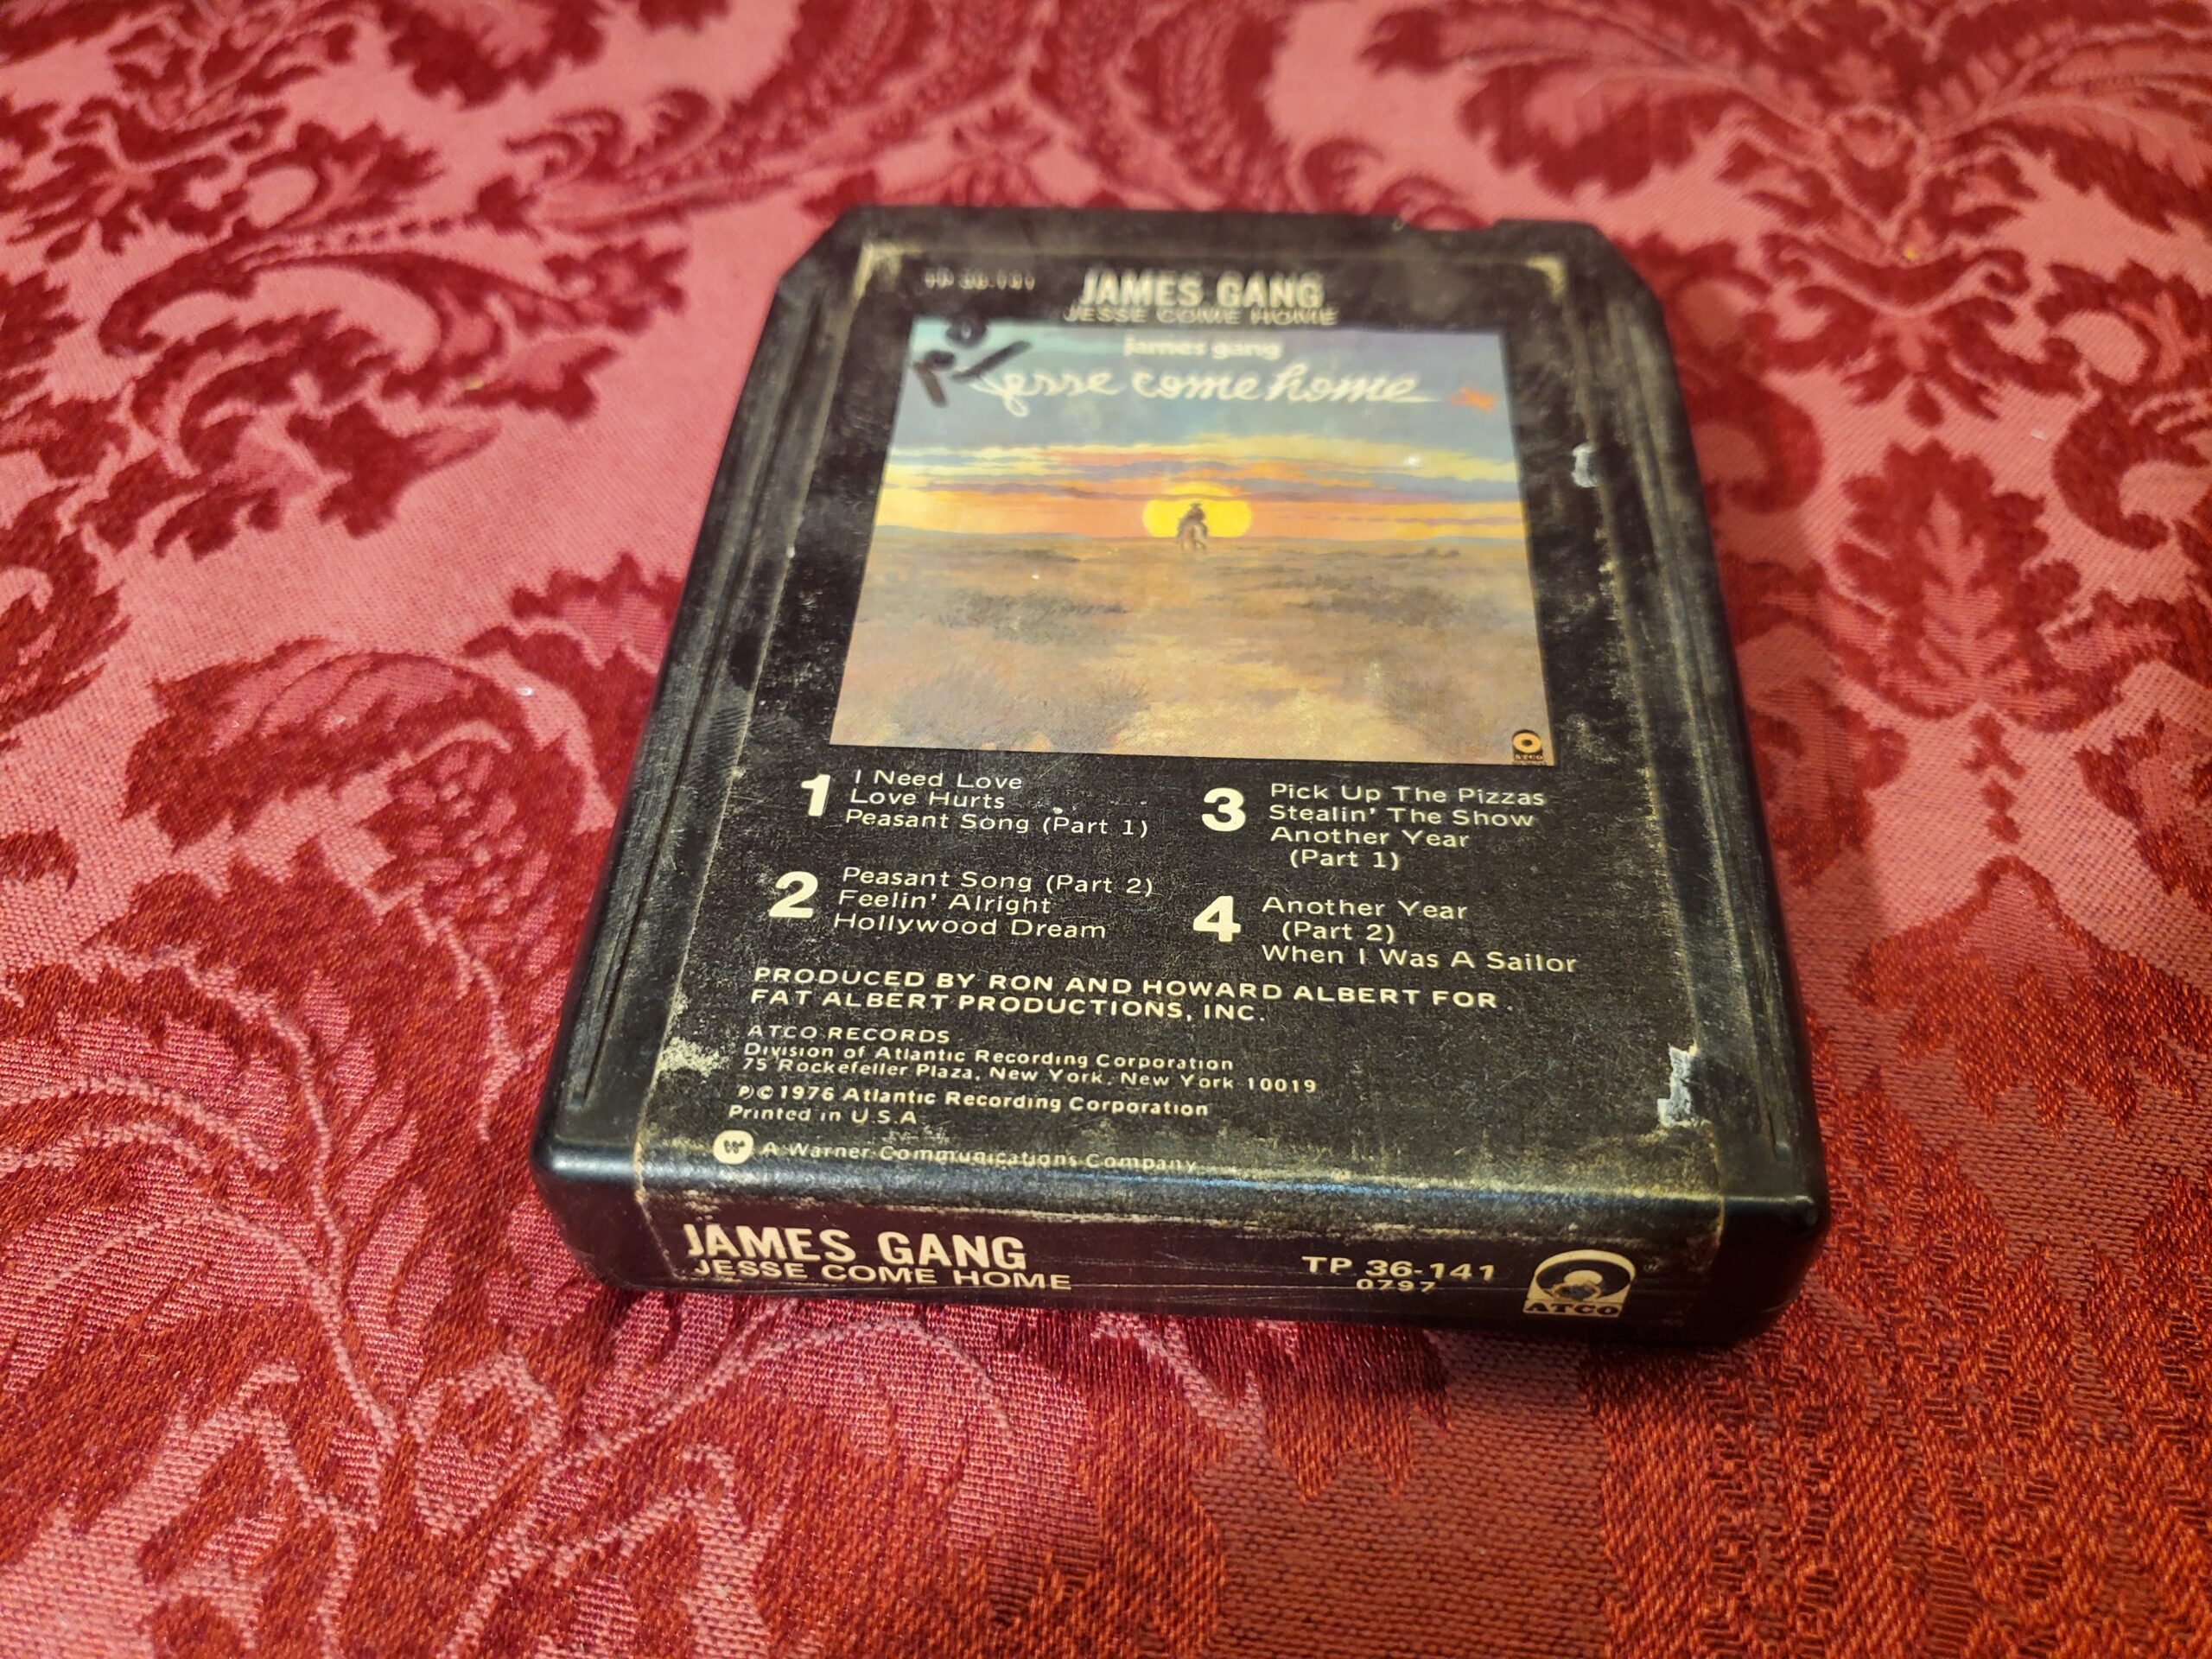 TP 36-141
JAMES GANG
JESSE COME HOME
james gang
jesse come home
ATCO
1
I Need Love
Love Hurts
Peasant Song (Part 1)
2
Peasant Song (Part 2)
Feelin' Alright
Hollywood Dream
3
Pick Up The Pizzas
Stealin' The Show
Another Year
(Part 1)
4
Another Year
(Part 2)
When I Was A Sailor
PRODUCED BY RON AND HOWARD ALBERT FOR
FAT ALBERT PRODUCTIONS, INC.
ATCO RECORDS
Division of Atlantic Recording Corporation
75 Rockefeller Plaza, New York, New York 10019
℗©1976 Atlantic Recording Corporation
Printed in U.S.A
A Warner Communications Company
JAMES GANG
JESSE COME HOME
TP 36-141
0797
ATCO